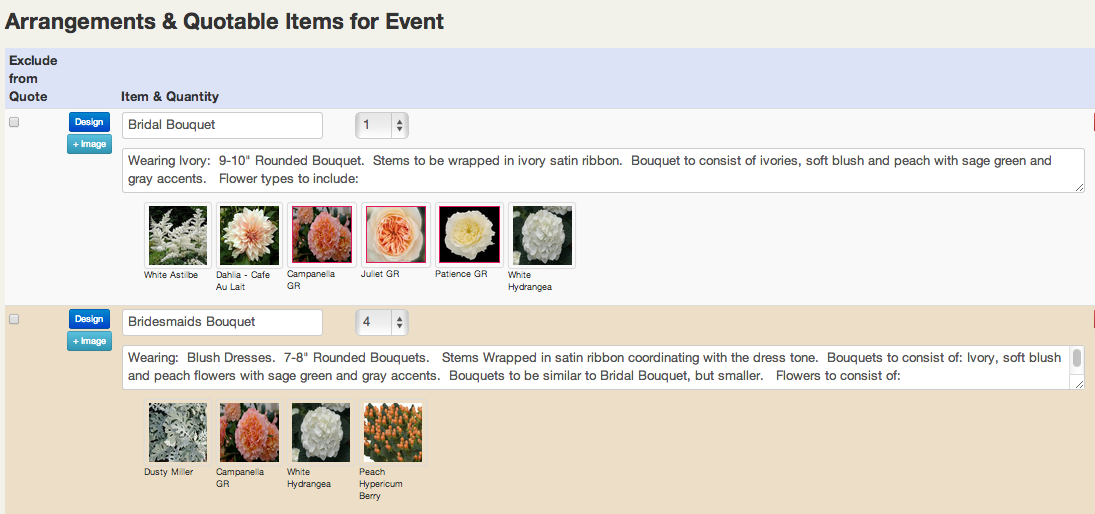 Arrangements & Quotable Items for Event
Exclude
from
Quote
Item & Quantity
Design
+ Image
Bridal Bouquet
1
Wearing Ivory:  9-10" Rounded Bouquet.  Stems to be wrapped in ivory satin ribbon.  Bouquet to consist of ivories, soft blush and peach with sage green and
gray accents.   Flower types to include:
White Astilbe
Dahlia - Cafe
Au Lait
Campanella
GR
Juliet GR
Patience GR
White
Hydrangea
Design
+ Image
Bridesmaids Bouquet
4
Wearing:  Blush Dresses.  7-8" Rounded Bouquets.   Stems Wrapped in satin ribbon coordinating with the dress tone.  Bouquets to consist of: Ivory, soft blush
and peach flowers with sage green and gray accents.  Bouquets to be similar to Bridal Bouquet, but smaller.   Flowers to consist of:
Dusty Miller
Campanella
GR
White
Hydrangea
Peach
Hypericum
Berry